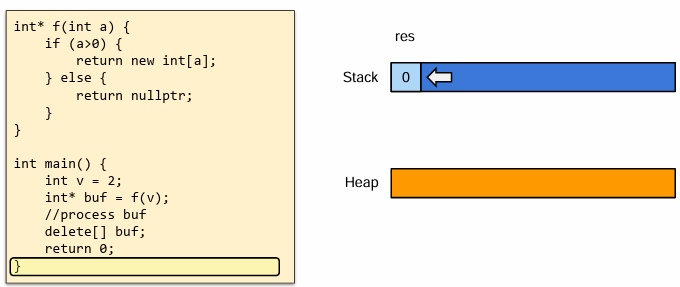 int* f(int a) {
    if (a>0) {
        return new int[a];
    } else {
        return nullptr;
    }
}
int main() {
    int v = 2;
    int* buf = f(v);
    //process buf
    delete[] buf;
    return 0;
}
res
Stack 0
Heap